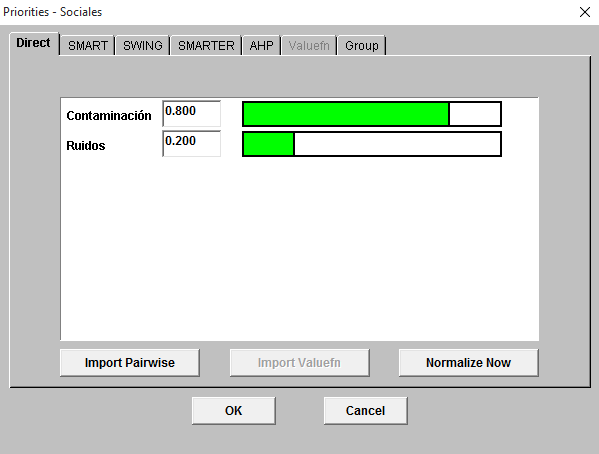 Priorities - Sociales
Direct SMART SWING SMARTER AHP Valuefn Group
Contaminación 0.800
Ruidos 0.200
Import Pairwise Import Valuefn Normalize Now
OK Cancel